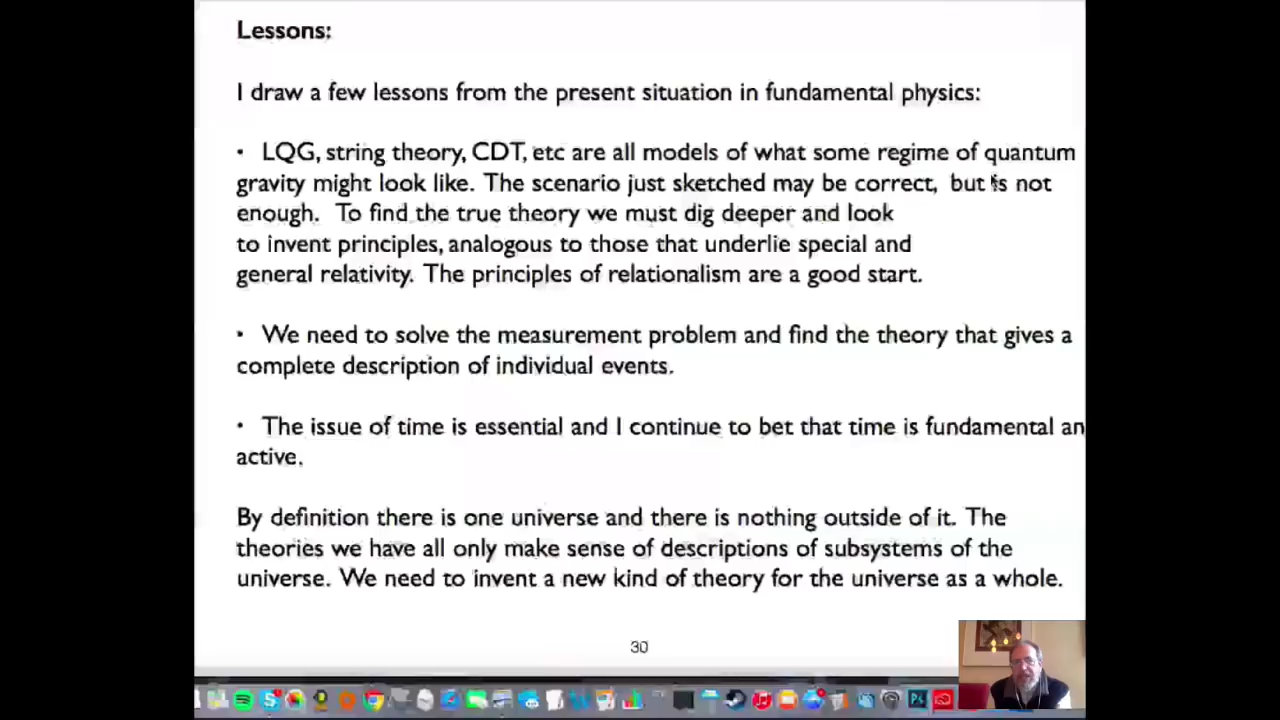 Lessons:
I draw a few lessons from the present situation in fundamental physics:
• LQG, string theory, CDT, etc are all models of what some regime of quantum
gravity might look like. The scenario just sketched may be correct, but is not
enough. To find the true theory we must dig deeper and look
to invent principles, analogous to those that underlie special and
general relativity. The principles of relationalism are a good start.
• We need to solve the measurement problem and find the theory that gives a
complete description of individual events.
• The issue of time is essential and I continue to bet that time is fundamental an
active.
By definition there is one universe and there is nothing outside of it. The
theories we have all only make sense of descriptions of subsystems of the
universe. We need to invent a new kind of theory for the universe as a whole.
30
Ps